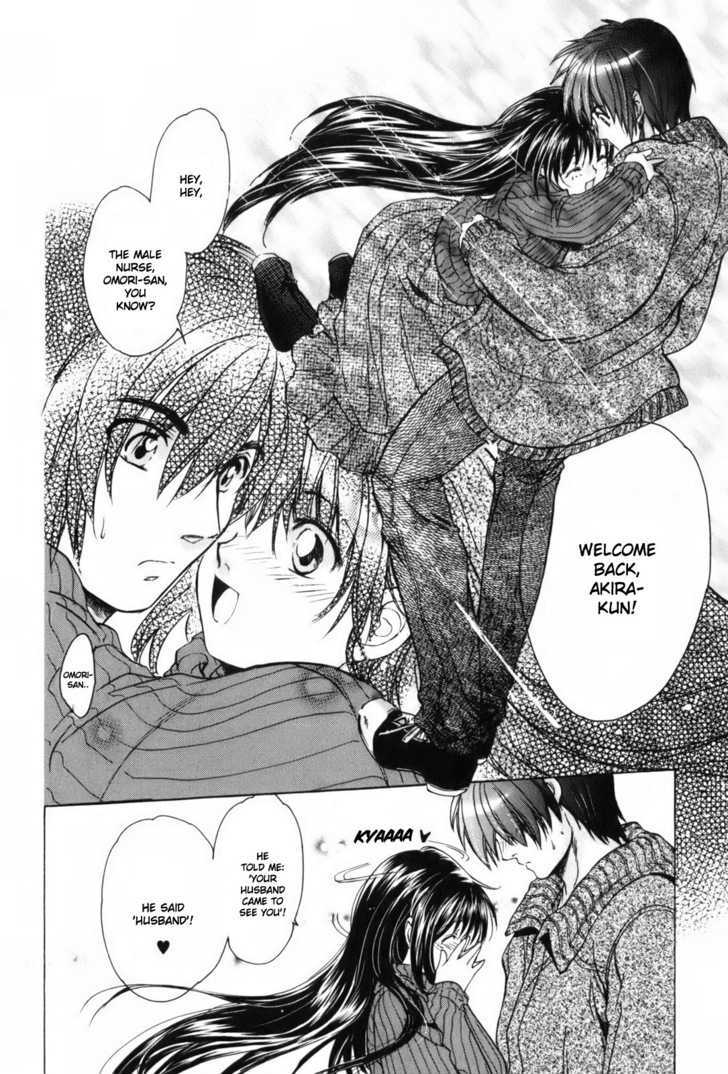 WELCOME
BACK,
AKIRA-
KUN!
HEY,
HEY,
THE MALE
NURSE,
OMORI-SAN,
YOU
KNOW?
OMORI-
SAN..
KYAAAA ♥
HE
TOLD ME:
'YOUR
HUSBAND
CAME TO
SEE YOU'!
HE SAID
'HUSBAND'!
♥